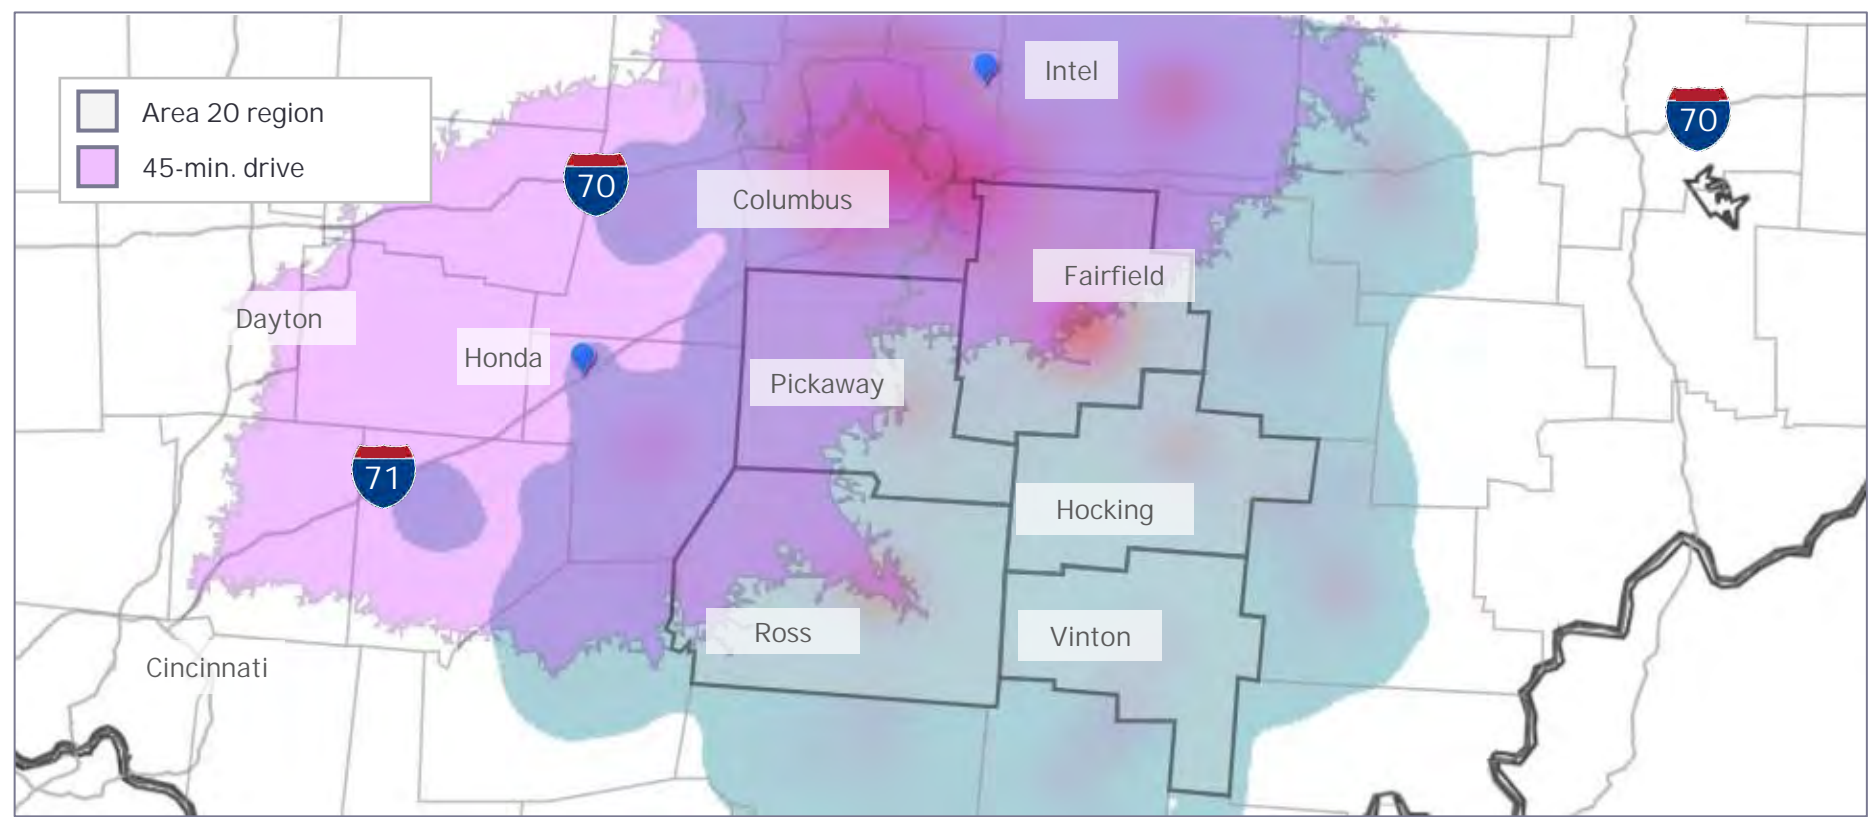 Intel
Area 20 region
45-min. drive
70
70
Columbus
Fairfield
Dayton
Honda
Pickaway
71
Hocking
Ross
Vinton
Cincinnati